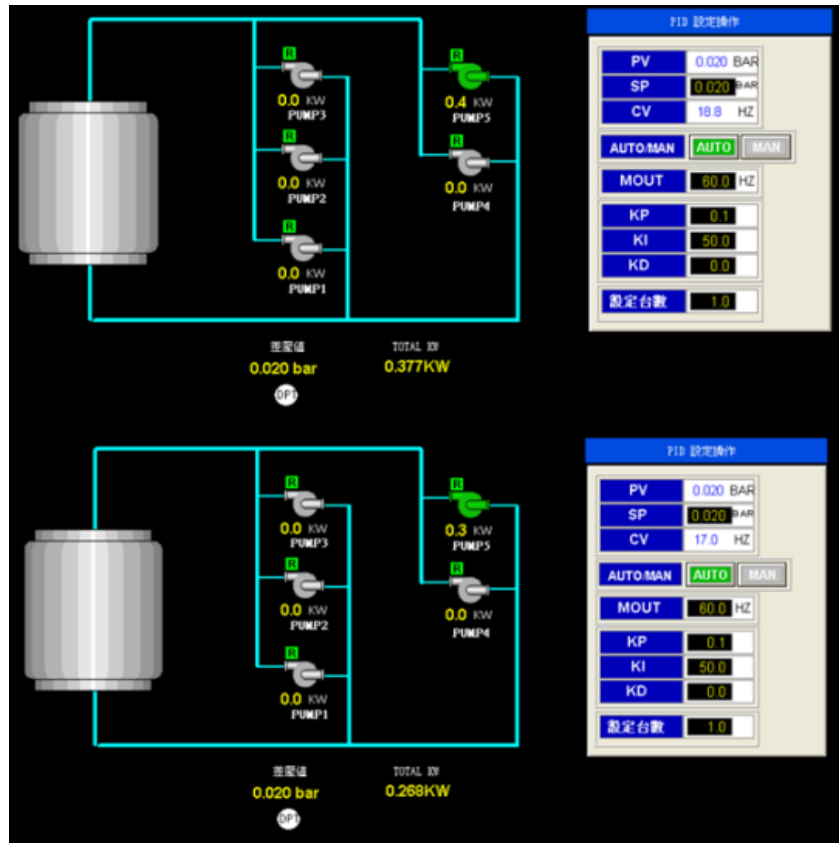 PID 設定操作
R
0.0 KW
PUMP3
R
0.4 KW
PUMP5
R
0.0 KW
PUMP2
R
0.0 KW
PUMP4
R
0.0 KW
PUMP1
差壓值
0.020 bar
DPT
TOTAL KW
0.377KW
PV 0.020 BAR
SP 0.020 BAR
CV 18.8 HZ
AUTO/MAN AUTO MAN
MOUT 60.0 HZ
KP 0.1
KI 50.0
KD 0.0
設定台數 1.0
PID 設定操作
R
0.0 KW
PUMP3
R
0.3 KW
PUMP5
R
0.0 KW
PUMP2
R
0.0 KW
PUMP4
R
0.0 KW
PUMP1
差壓值
0.020 bar
DPT
TOTAL KW
0.268KW
PV 0.020 BAR
SP 0.020 BAR
CV 17.0 HZ
AUTO/MAN AUTO MAN
MOUT 60.0 HZ
KP 0.1
KI 50.0
KD 0.0
設定台數 1.0